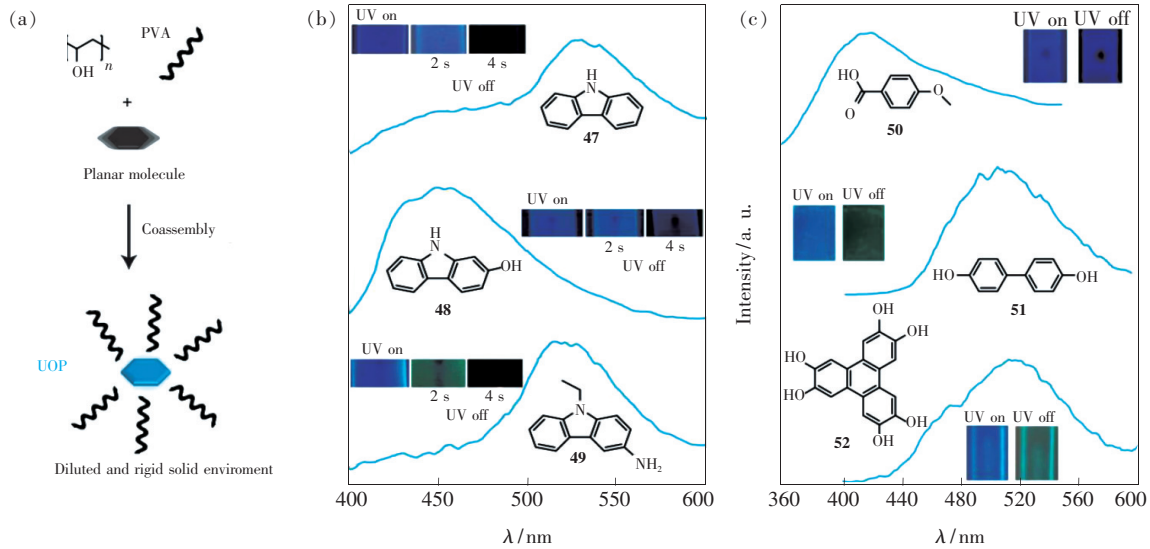 (a)
OH
n
PVA
+
Planar molecule
Coassembly
UOP
Diluted and rigid solid enviroment
(b)
UV on
2 s
4 s
UV off
H
N
47
UV on
2 s
4 s
UV off
H
N
OH
48
UV on
2 s
4 s
UV off
N
NH2
49
400
450
500
550
600
λ/nm
(c)
Intensity/a. u.
UV on
UV off
HO
O
O
50
UV on
UV off
HO
OH
51
OH
OH
HO
HO
OH
OH
52
UV on
UV off
360
400
440
480
520
560
600
λ/nm